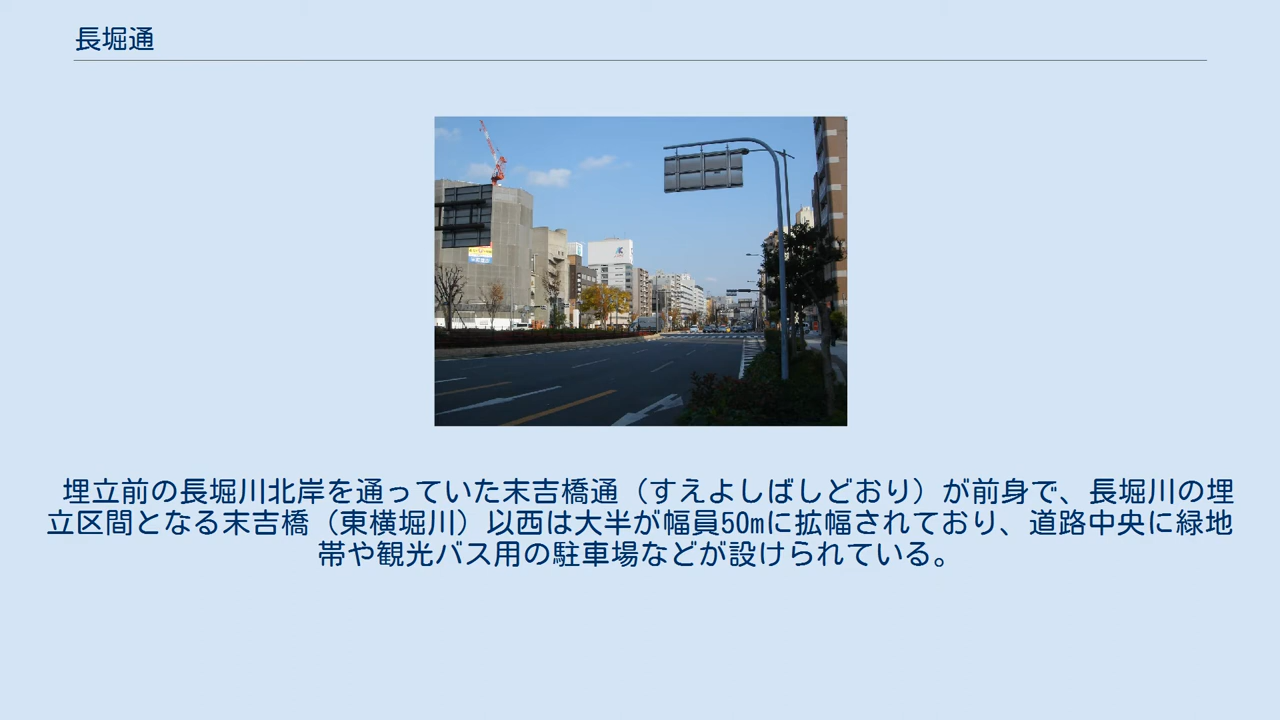 長堀通
埋立前の長堀川北岸を通っていた末吉橋通（すえよしばしどおり）が前身で、長堀川の埋
立区間となる末吉橋（東横堀川）以西は大半が幅員50mに拡幅されており、道路中央に緑地
帯や観光バス用の駐車場などが設けられている。